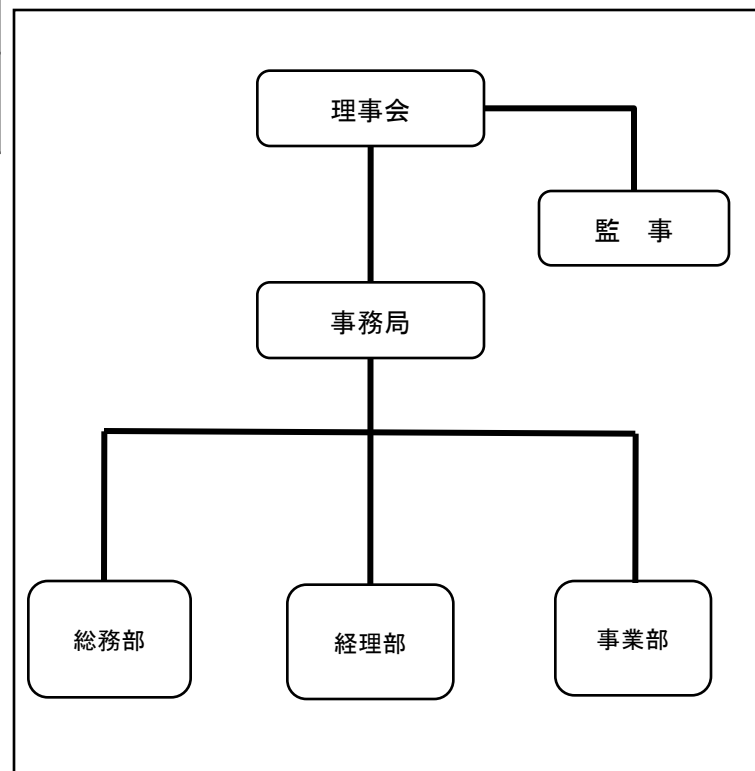 理事会
監　事
事務局
総務部
経理部
事業部